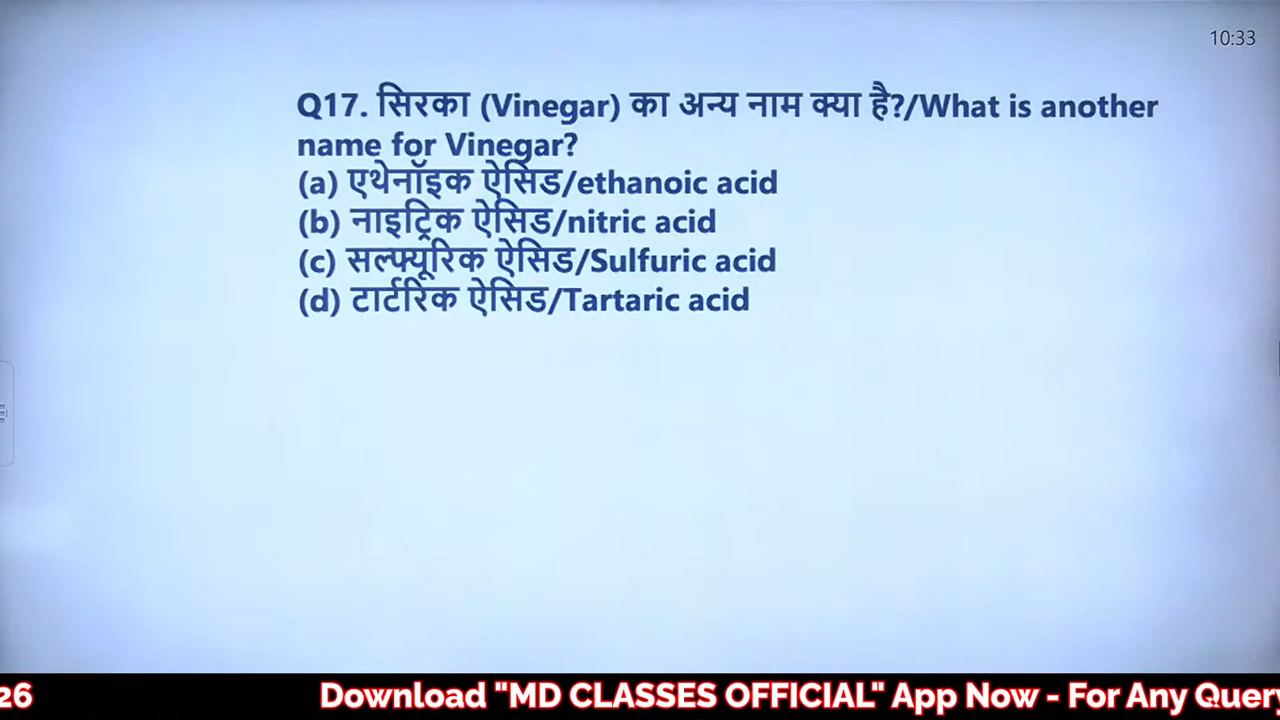 10:33
Q17. सिरका (Vinegar) का अन्य नाम क्या है?/What is another
name for Vinegar?
(a) एथेनॉइक ऐसिड/ethanoic acid
(b) नाइट्रिक ऐसिड/nitric acid
(c) सल्फ्यूरिक ऐसिड/Sulfuric acid
(d) टार्टरिक ऐसिड/Tartaric acid
26 Download "MD CLASSES OFFICIAL" App Now - For Any Query